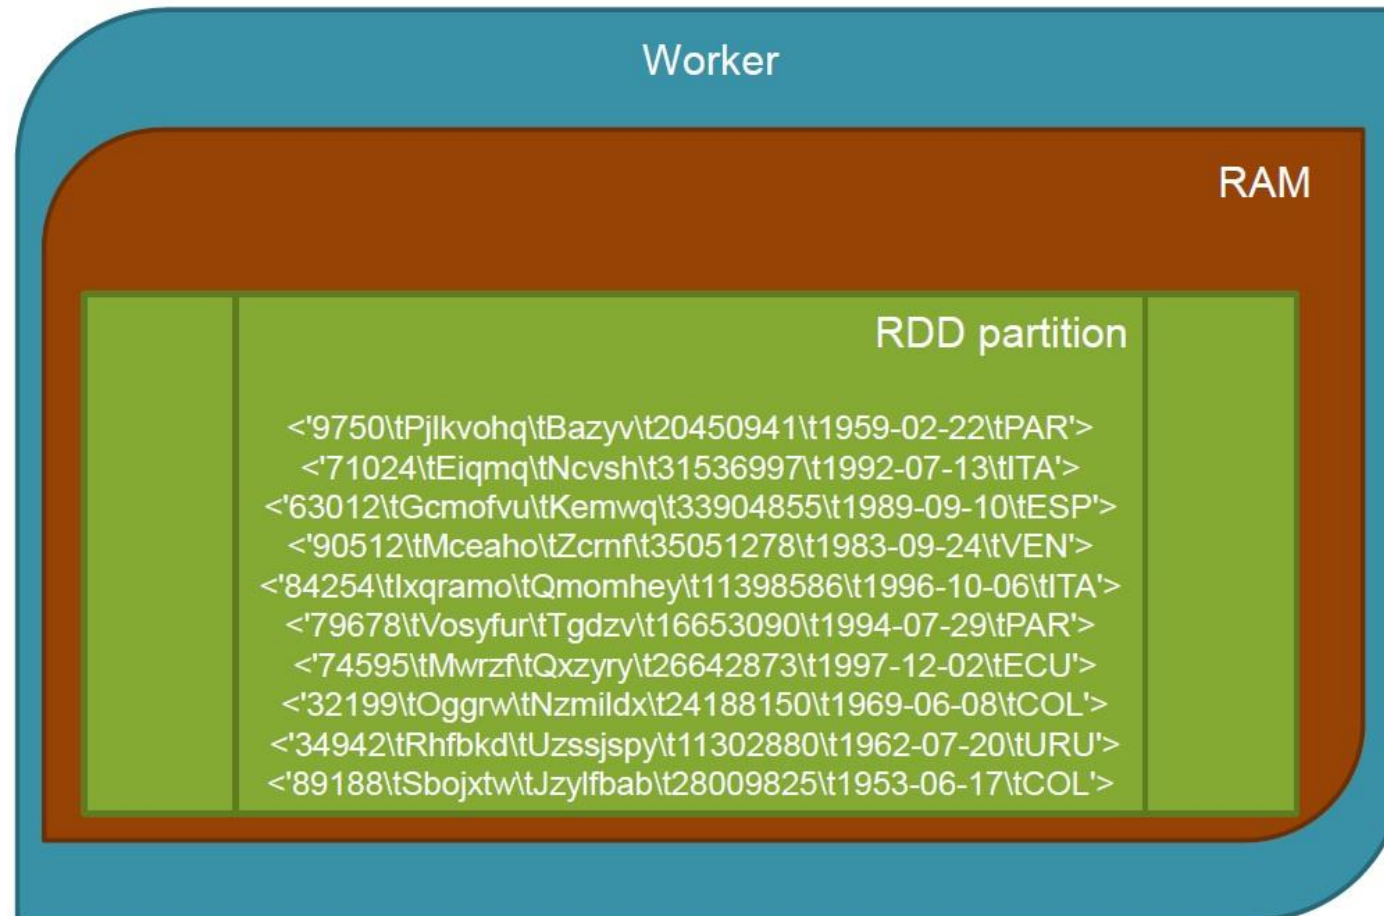 Worker
RAM
RDD partition
<'9750\tPjlkvohq\tBazyv\t20450941\t1959-02-22\tPAR'>
<'71024\tEiqmq\tNcvsh\t31536997\t1992-07-13\tITA'>
<'63012\tGcmofvu\tKemwq\t33904855\t1989-09-10\tESP'>
<'90512\tMceaho\tZcrnf\t35051278\t1983-09-24\tVEN'>
<'84254\tIxqramo\tQmomhey\t11398586\t1996-10-06\tITA'>
<'79678\tVosyfur\tTgdzv\t16653090\t1994-07-29\tPAR'>
<'74595\tMwrzf\tQxzyry\t26642873\t1997-12-02\tECU'>
<'32199\tOggrw\tNzmildx\t24188150\t1969-06-08\tCOL'>
<'34942\tRhfbkd\tUzssjspy\t11302880\t1962-07-20\tURU'>
<'89188\tSbojxtw\tJzylfbab\t28009825\t1953-06-17\tCOL'>